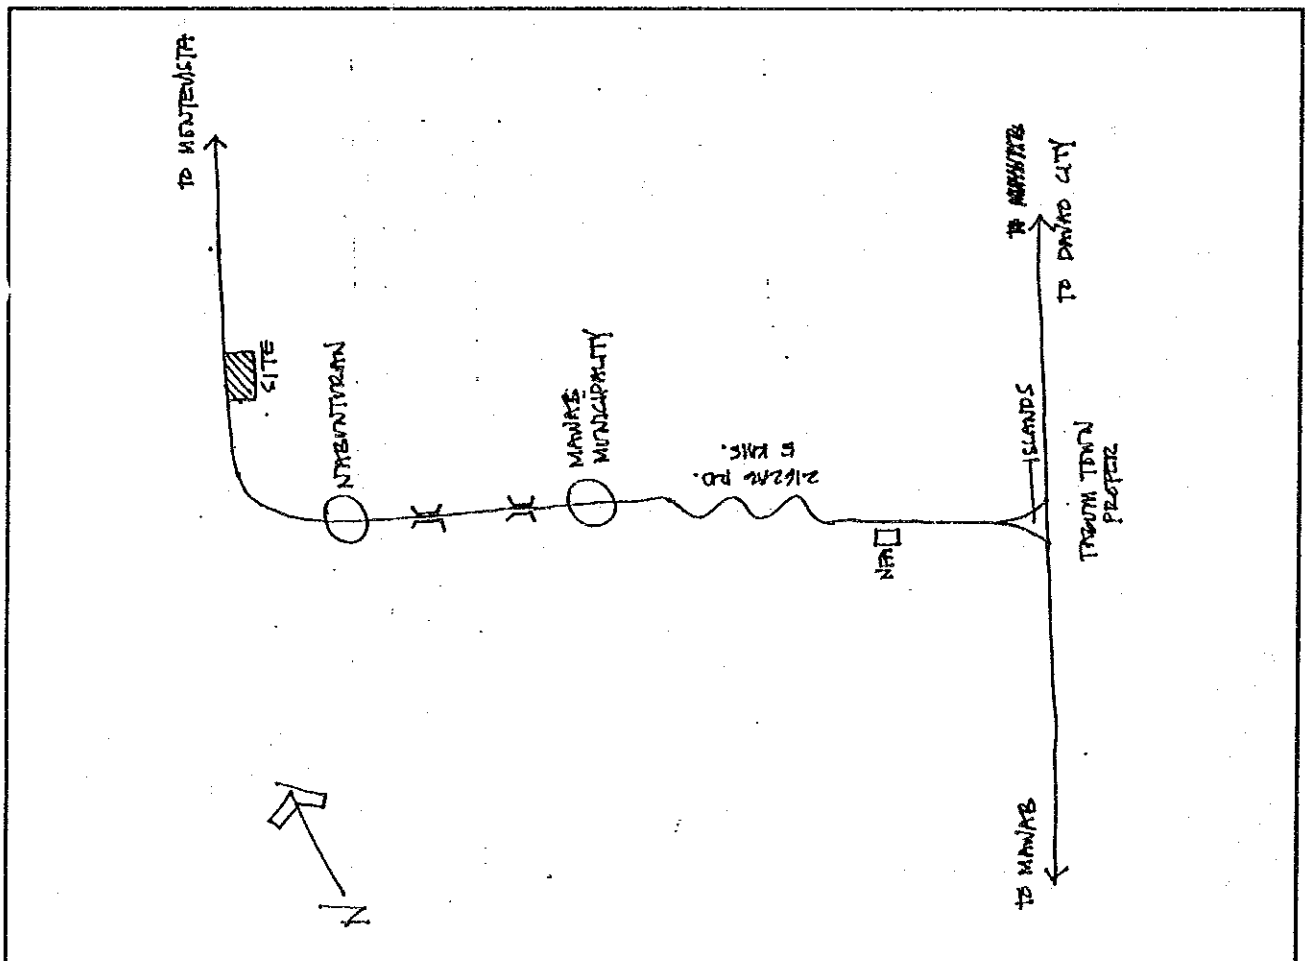 TO MENTEVISTA
SITE
NABUNTURAN
MAWAB
MUNICIPALITY
ZIGZAG RD.
5 KMS.
NFA
ISLANDS
TO DAVAO CITY
TAGUM TOWN
PROPER
TO MAWAB
N